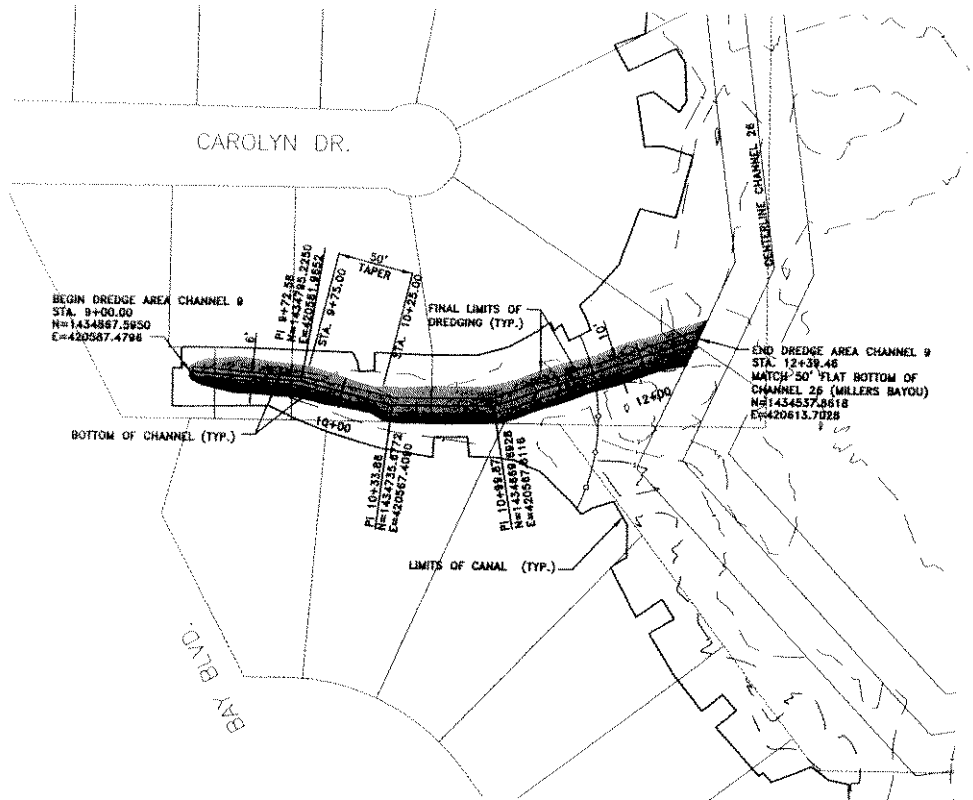 CAROLYN DR.
CENTERLINE CHANNEL 26
BEGIN DREDGE AREA CHANNEL 9
STA. 9+00.00
N=1434867.5950
E=420587.4796
6'
PI 9+72.58
N=1434795.2250
E=420581.9652
STA. 9+75.00
50'
TAPER
STA. 10+25.00
FINAL LIMITS OF
DREDGING (TYP.)
10'
12+00
END DREDGE AREA CHANNEL 9
STA. 12+39.46
MATCH 50' FLAT BOTTOM OF
CHANNEL 26 (MILLERS BAYOU)
N=1434537.8618
E=420613.7028
BOTTOM OF CHANNEL (TYP.)
10+00
PI 10+33.86
N=1434735.6772
E=420567.4090
PI 10+99.87
N=1434669.6928
E=420567.6116
LIMITS OF CANAL (TYP.)
BAY BLVD.